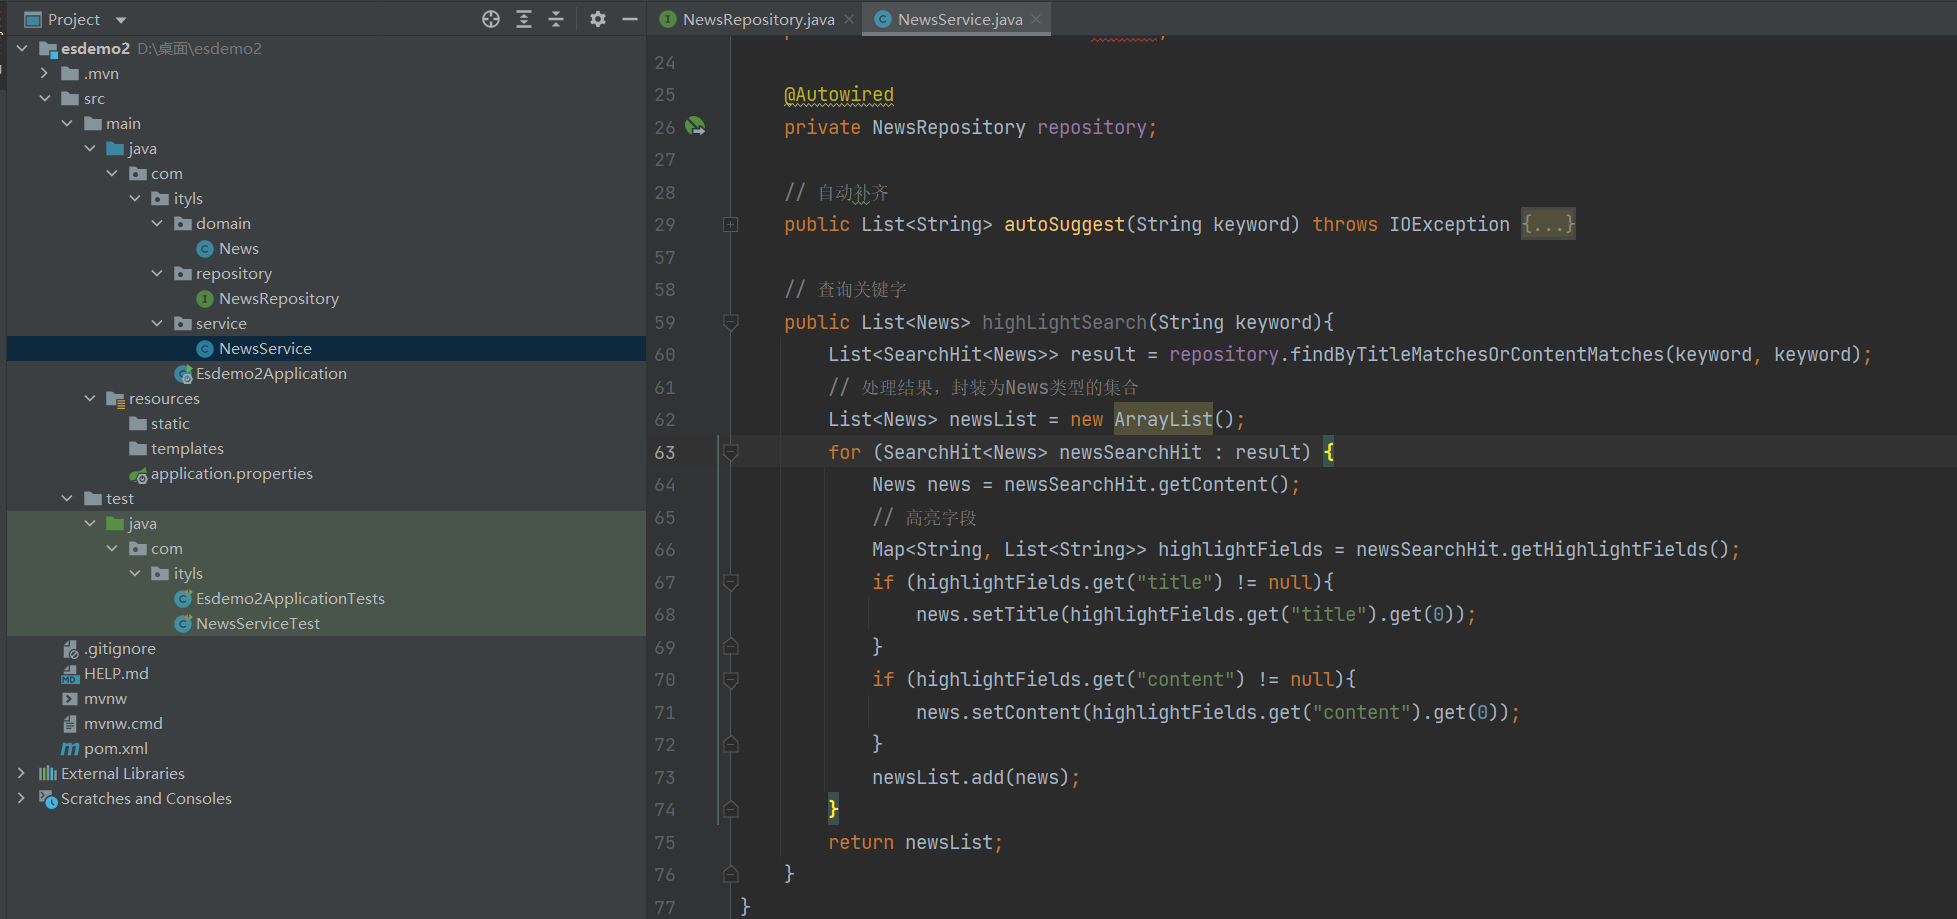 Project
esdemo2 D:\桌面\esdemo2
.mvn
src
main
java
com
ityls
domain
News
repository
NewsRepository
service
NewsService
Esdemo2Application
resources
static
templates
application.properties
test
java
com
ityls
Esdemo2ApplicationTests
NewsServiceTest
.gitignore
HELP.md
mvnw
mvnw.cmd
pom.xml
External Libraries
Scratches and Consoles
NewsRepository.java
NewsService.java
24
25 @Autowired
26 private NewsRepository repository;
27
28 // 自动补齐
29 public List<String> autoSuggest(String keyword) throws IOException {...}
57
58 // 查询关键字
59 public List<News> highLightSearch(String keyword){
60 List<SearchHit<News>> result = repository.findByTitleMatchesOrContentMatches(keyword, keyword);
61 // 处理结果，封装为News类型的集合
62 List<News> newsList = new ArrayList();
63 for (SearchHit<News> newsSearchHit : result) {
64 News news = newsSearchHit.getContent();
65 // 高亮字段
66 Map<String, List<String>> highlightFields = newsSearchHit.getHighlightFields();
67 if (highlightFields.get("title") != null){
68 news.setTitle(highlightFields.get("title").get(0));
69 }
70 if (highlightFields.get("content") != null){
71 news.setContent(highlightFields.get("content").get(0));
72 }
73 newsList.add(news);
74 }
75 return newsList;
76 }
77 }